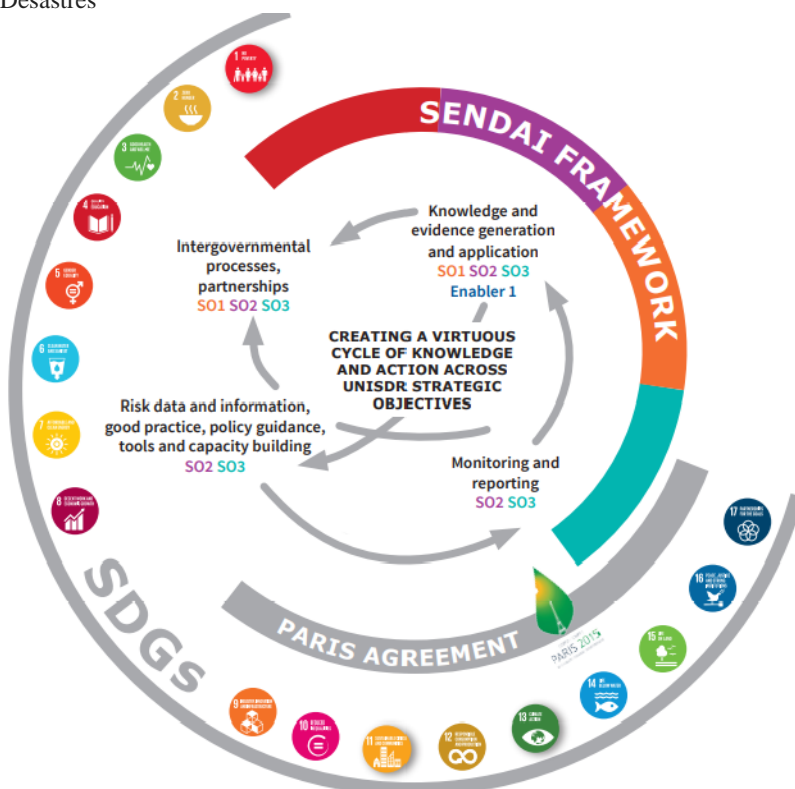 Desastres
SENDAI FRAMEWORK
Knowledge and
evidence generation
and application
SO1 SO2 SO3
Enabler 1
Intergovernmental
processes,
partnerships
SO1 SO2 SO3
CREATING A VIRTUOUS
CYCLE OF KNOWLEDGE
AND ACTION ACROSS
UNISDR STRATEGIC
OBJECTIVES
Risk data and information,
good practice, policy guidance,
tools and capacity building
SO2 SO3
Monitoring and
reporting
SO2 SO3
PARIS AGREEMENT
PARIS 2015
SDGs
1
2
3
4
5
6
7
8
9
10
11
12
13 CLIMATE
ACTION
14
15
16
17